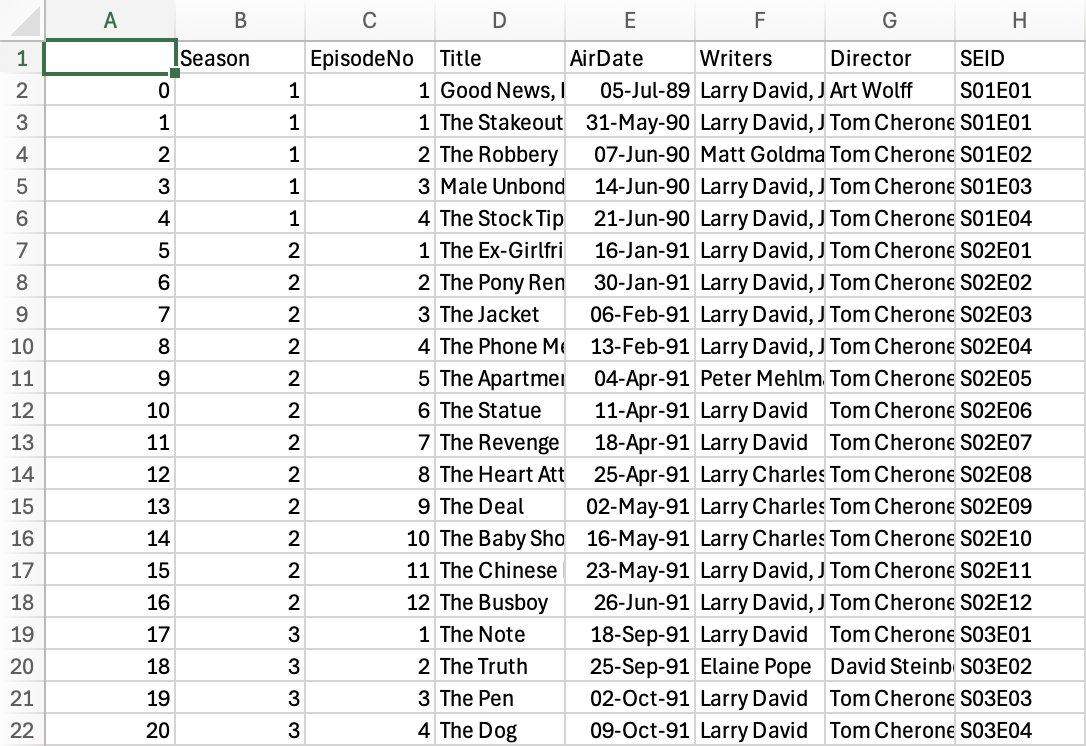 A B C D E F G H
1 Season EpisodeNo Title AirDate Writers Director SEID
2 0 1 1 Good News, 05-Jul-89 Larry David, J Art Wolff S01E01
3 1 1 1 The Stakeout 31-May-90 Larry David, J Tom Cherone S01E01
4 2 1 2 The Robbery 07-Jun-90 Matt Goldma Tom Cherone S01E02
5 3 1 3 Male Unbond 14-Jun-90 Larry David, J Tom Cherone S01E03
6 4 1 4 The Stock Tip 21-Jun-90 Larry David, J Tom Cherone S01E04
7 5 2 1 The Ex-Girlfri 16-Jan-91 Larry David, J Tom Cherone S02E01
8 6 2 2 The Pony Ren 30-Jan-91 Larry David, J Tom Cherone S02E02
9 7 2 3 The Jacket 06-Feb-91 Larry David, J Tom Cherone S02E03
10 8 2 4 The Phone Me 13-Feb-91 Larry David, J Tom Cherone S02E04
11 9 2 5 The Apartmen 04-Apr-91 Peter Mehlma Tom Cherone S02E05
12 10 2 6 The Statue 11-Apr-91 Larry David Tom Cherone S02E06
13 11 2 7 The Revenge 18-Apr-91 Larry David Tom Cherone S02E07
14 12 2 8 The Heart Att 25-Apr-91 Larry Charles Tom Cherone S02E08
15 13 2 9 The Deal 02-May-91 Larry Charles Tom Cherone S02E09
16 14 2 10 The Baby Sho 16-May-91 Larry Charles Tom Cherone S02E10
17 15 2 11 The Chinese 23-May-91 Larry David, J Tom Cherone S02E11
18 16 2 12 The Busboy 26-Jun-91 Larry David, J Tom Cherone S02E12
19 17 3 1 The Note 18-Sep-91 Larry David Tom Cherone S03E01
20 18 3 2 The Truth 25-Sep-91 Elaine Pope David Steinb S03E02
21 19 3 3 The Pen 02-Oct-91 Larry David Tom Cherone S03E03
22 20 3 4 The Dog 09-Oct-91 Larry David Tom Cherone S03E04